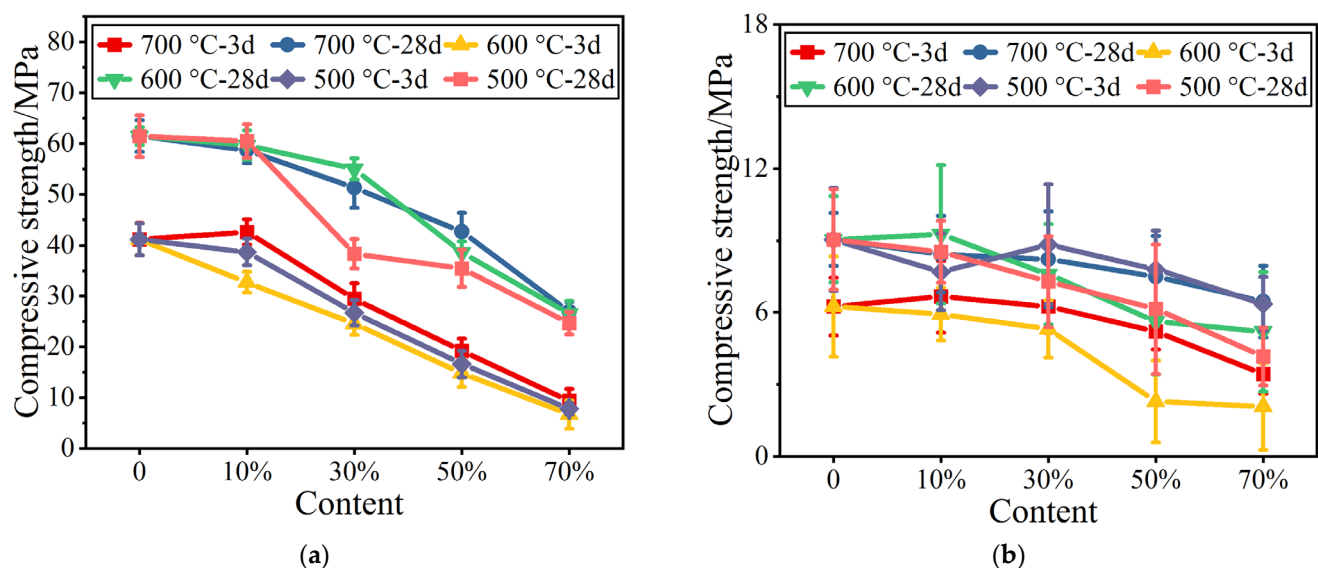 80
70
60
50
40
30
20
10
0
Compressive strength/MPa
700 °C-3d 700 °C-28d 600 °C-3d
600 °C-28d 500 °C-3d 500 °C-28d
0 10% 30% 50% 70%
Content
(a)
18
12
6
0
Compressive strength/MPa
700 °C-3d 700 °C-28d 600 °C-3d
600 °C-28d 500 °C-3d 500 °C-28d
0 10% 30% 50% 70%
Content
(b)